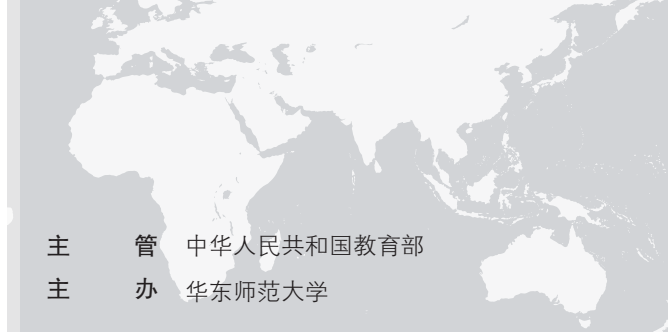 主 管 中华人民共和国教育部
主 办 华东师范大学